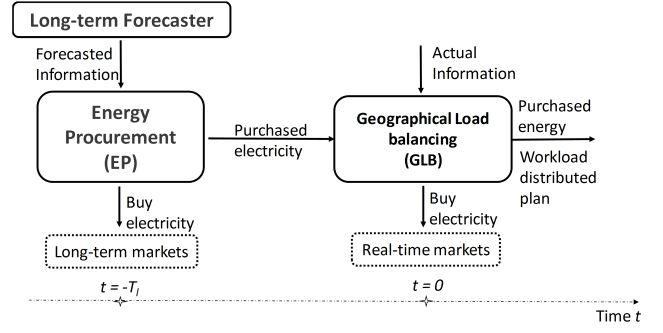 Long-term Forecaster
Forecasted
Information
Actual
Information
Energy
Procurement
(EP)
Purchased
electricity
Geographical Load
balancing
(GLB)
Purchased
energy
Workload
distributed
plan
Buy
electricity
Buy
electricity
Long-term markets
Real-time markets
t = -Tₗ
t = 0
Time t